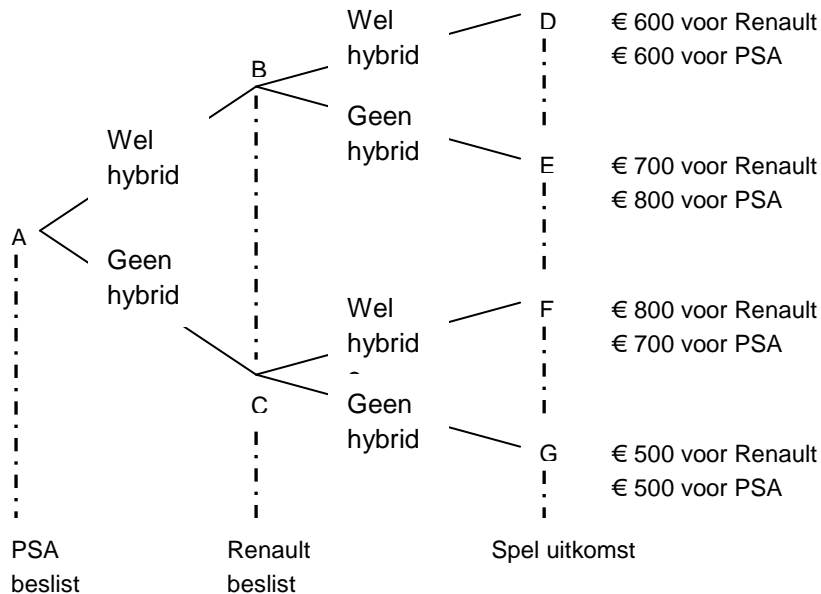 Wel
hybrid
D
€ 600 voor Renault
€ 600 voor PSA
B
Geen
hybrid
Wel
hybrid
E
€ 700 voor Renault
€ 800 voor PSA
A
Geen
hybrid
Wel
hybrid
F
€ 800 voor Renault
€ 700 voor PSA
C
Geen
hybrid
G
€ 500 voor Renault
€ 500 voor PSA
PSA
beslist
Renault
beslist
Spel uitkomst